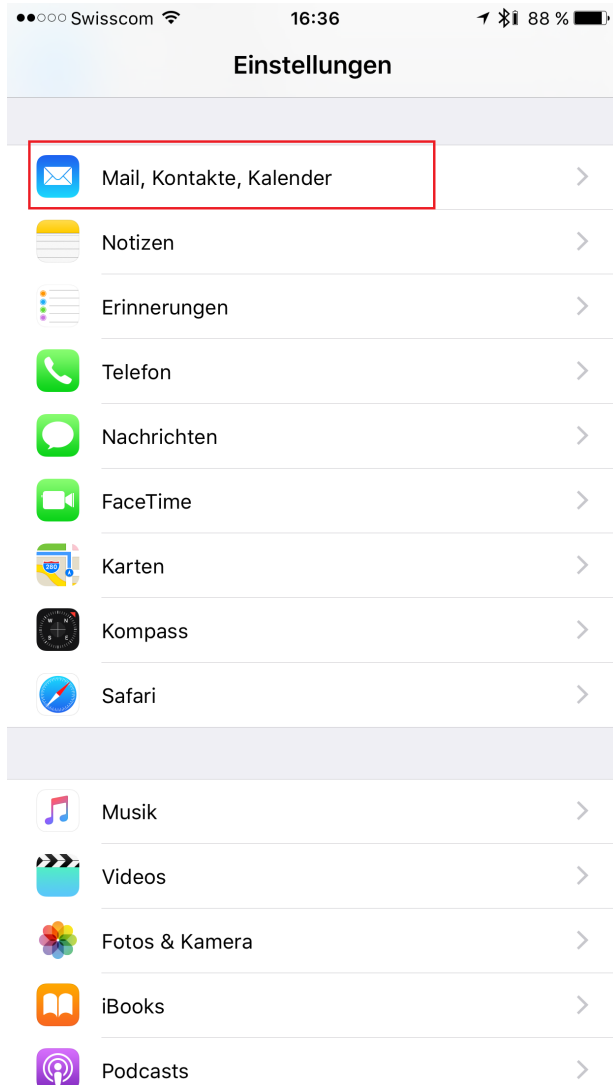 Swisscom 16:36 88 %
Einstellungen
Mail, Kontakte, Kalender
Notizen
Erinnerungen
Telefon
Nachrichten
FaceTime
280
Karten
W N
S E
Kompass
Safari
Musik
Videos
Fotos & Kamera
iBooks
Podcasts